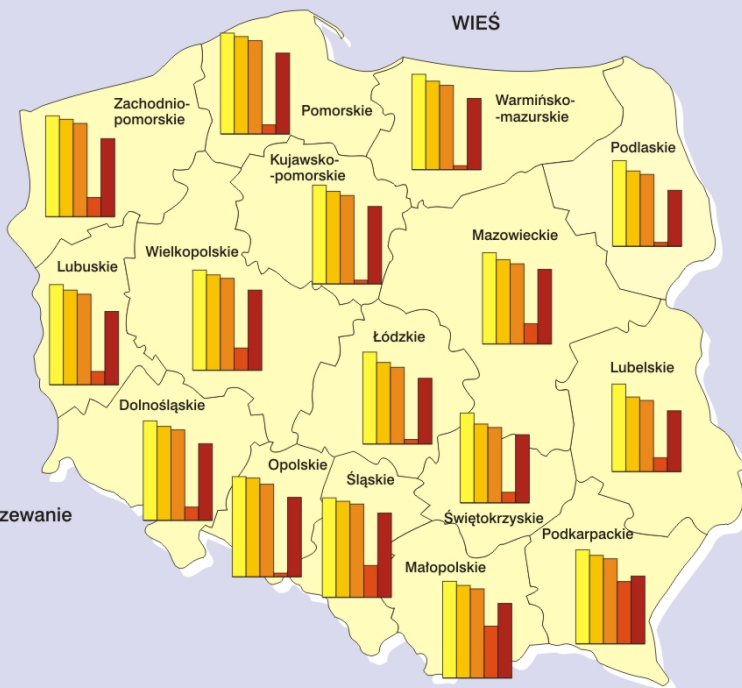 WIEŚ
Zachodnio-
pomorskie
Pomorskie
Warmińsko-
-mazurskie
Kujawsko-
-pomorskie
Podlaskie
Mazowieckie
Wielkopolskie
Lubuskie
Łódzkie
Lubelskie
Dolnośląskie
Opolskie
Śląskie
zewanie
Świętokrzyskie
Podkarpackie
Małopolskie